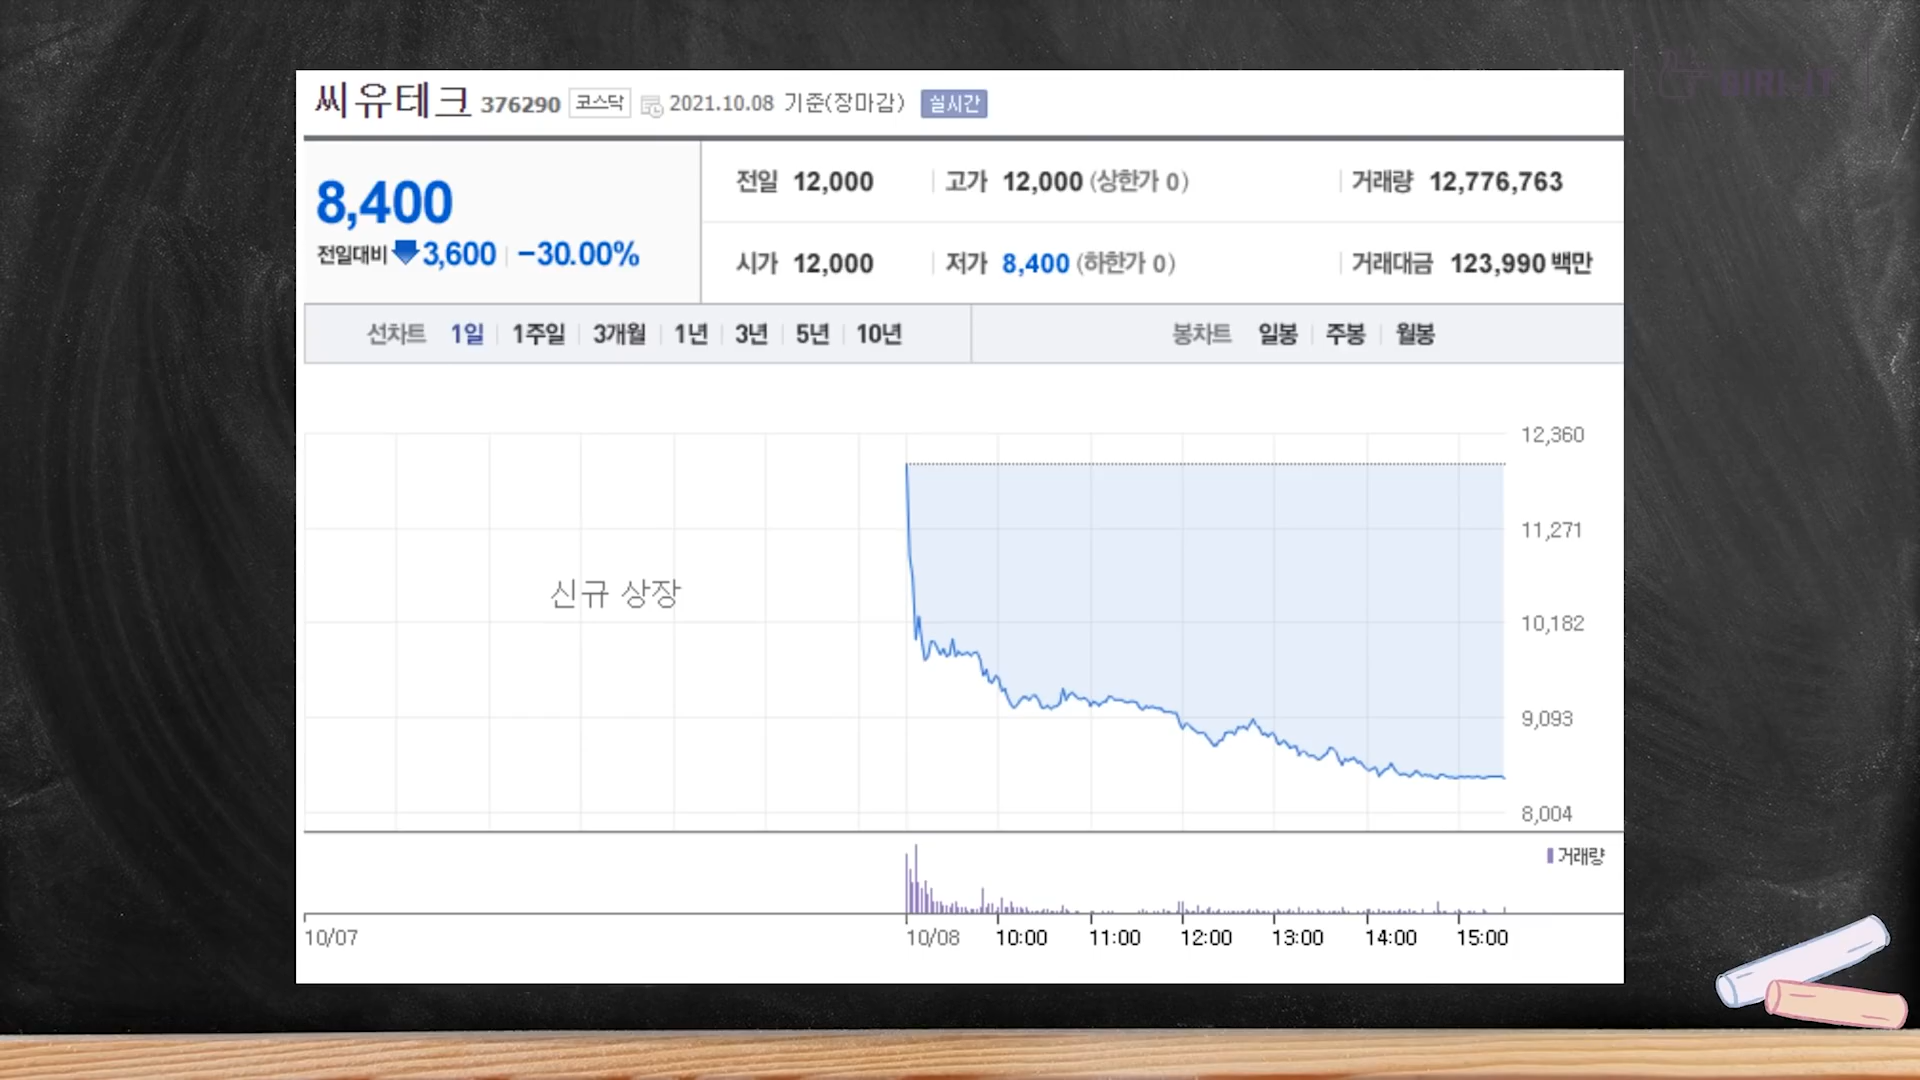 씨유테크 376290 코스닥 2021.10.08 기준(장마감) 실시간
8,400
전일대비 3,600 -30.00%
전일 12,000 고가 12,000 (상한가 0) 거래량 12,776,763
시가 12,000 저가 8,400 (하한가 0) 거래대금 123,990 백만
선차트 1일 1주일 3개월 1년 3년 5년 10년 봉차트 일봉 주봉 월봉
12,360
11,271
신규 상장
10,182
9,093
8,004
거래량
10/07 10/08 10:00 11:00 12:00 13:00 14:00 15:00